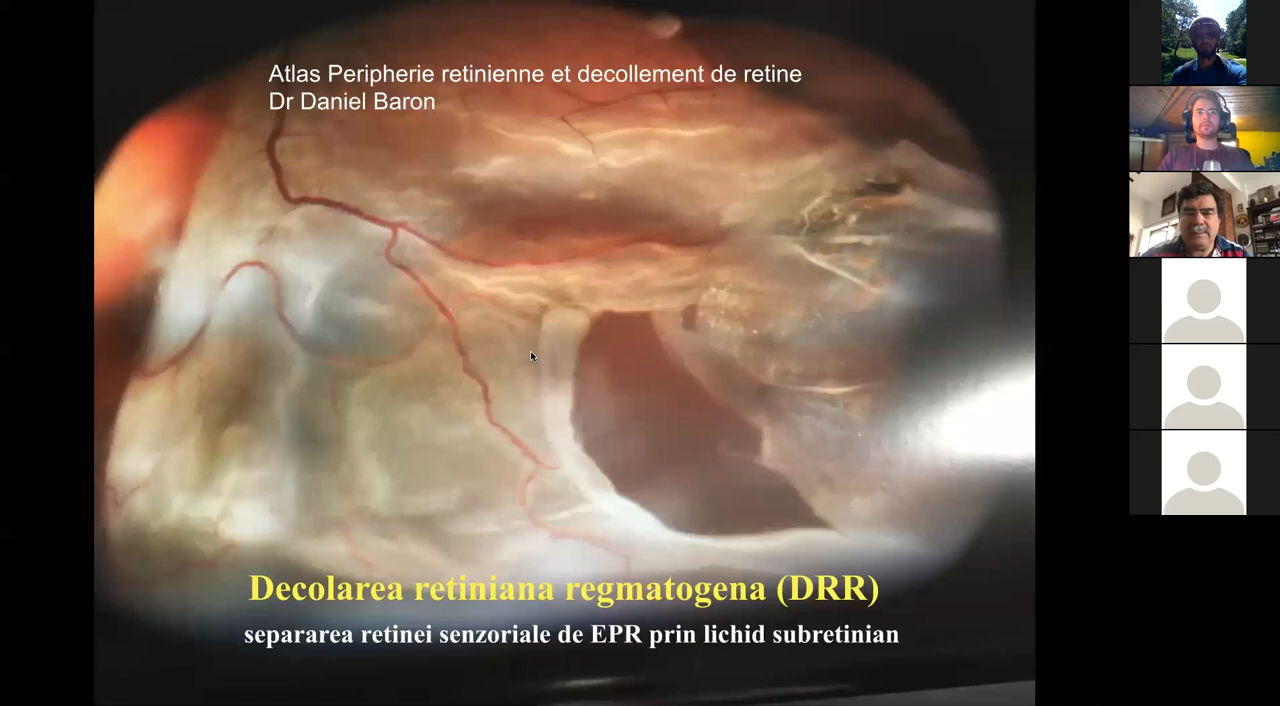 Atlas Peripherie retinienne et decollement de retine
Dr Daniel Baron
Decolarea retiniana regmatogena (DRR)
separarea retinei senzoriale de EPR prin lichid subretinian